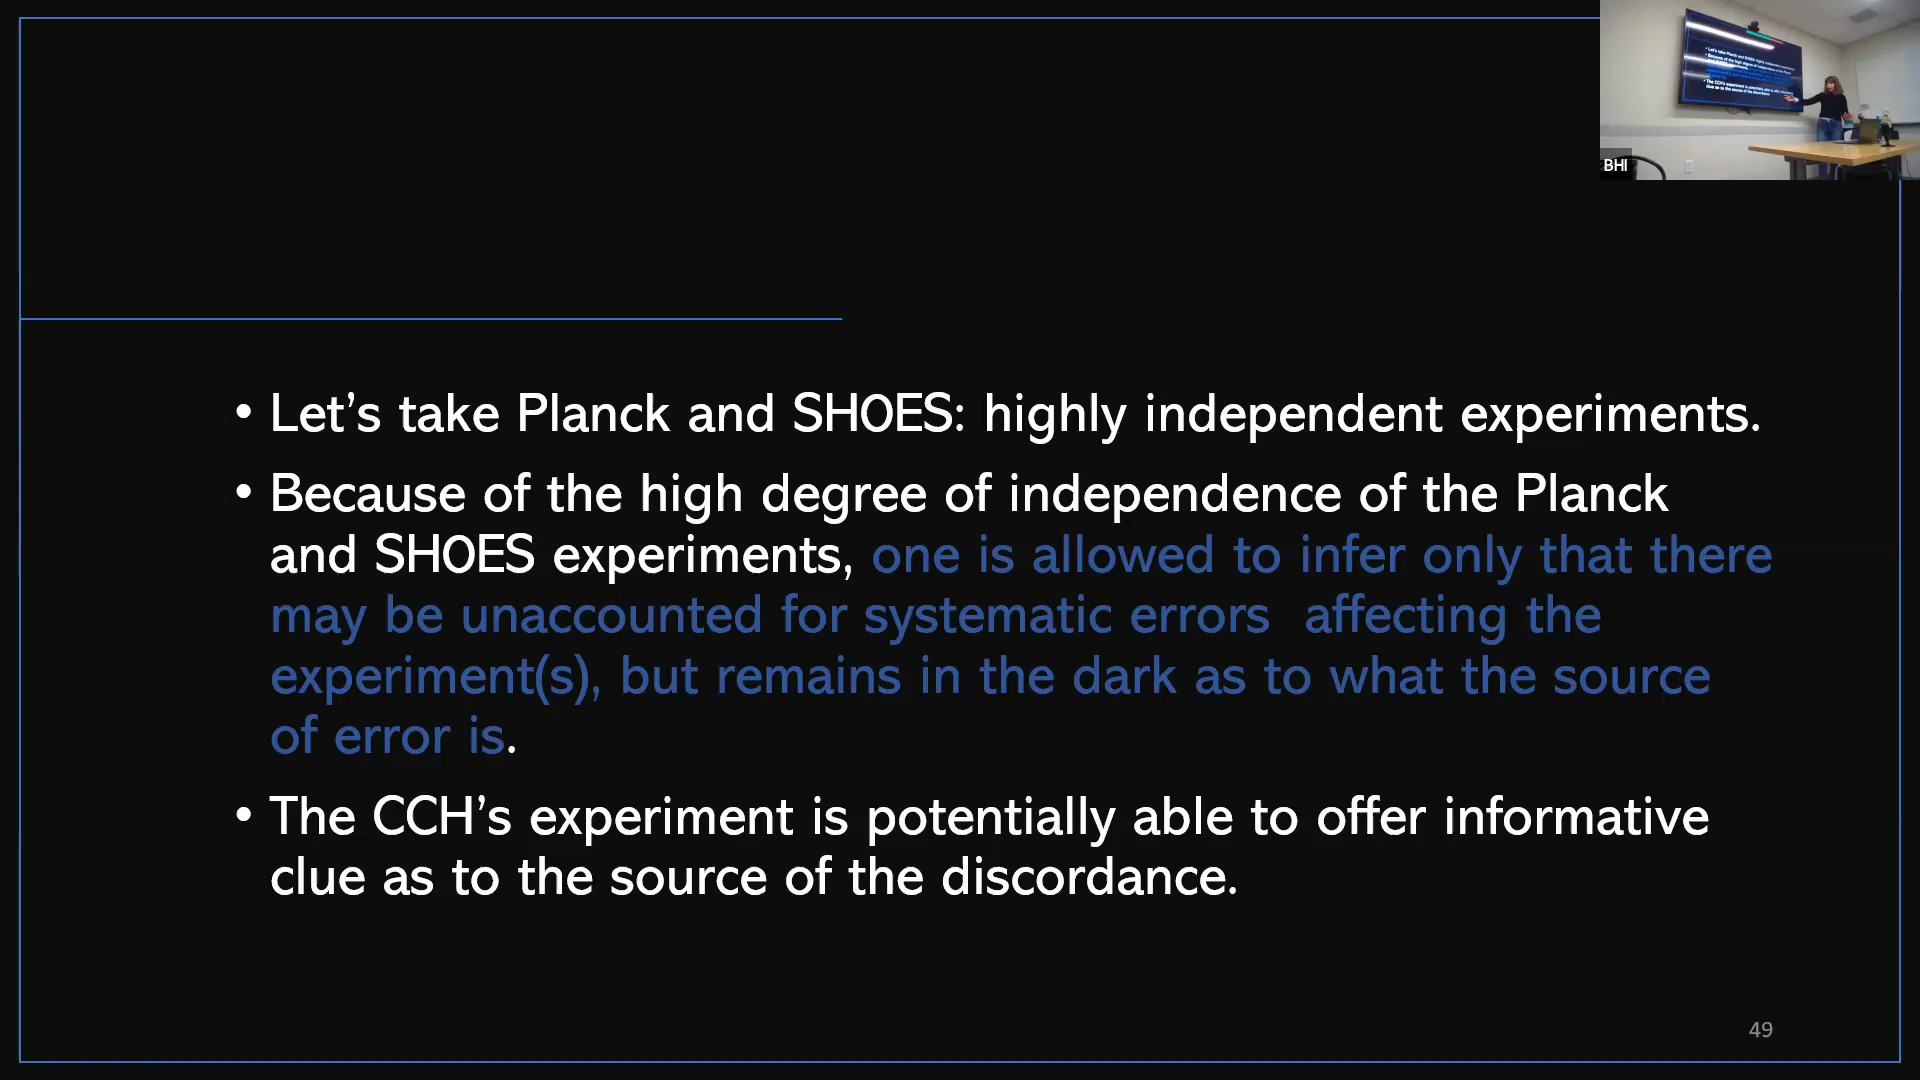 BHI
• Let’s take Planck and SHOES: highly independent experiments.
• Because of the high degree of independence of the Planck
and SHOES experiments, one is allowed to infer only that there
may be unaccounted for systematic errors  affecting the
experiment(s), but remains in the dark as to what the source
of error is.
• The CCH’s experiment is potentially able to offer informative
clue as to the source of the discordance.
49